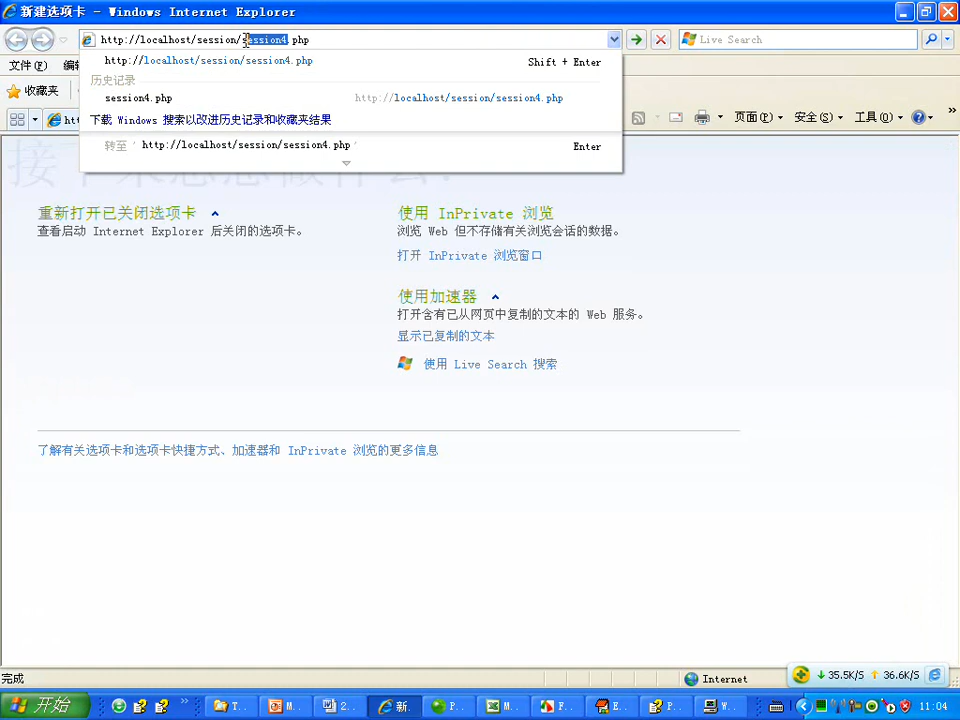 新建选项卡 - Windows Internet Explorer
http://localhost/session/session4.php
Live Search
http://localhost/session/session4.php Shift + Enter
文件(F)
历史记录
收藏夹
session4.php http://localhost/session/session4.php
下载 Windows 搜索以改进历史记录和收藏夹结果
页面(P) 安全(S) 工具(O) »
转至 ' http://localhost/session/session4.php ' Enter
重新打开已关闭选项卡
查看启动 Internet Explorer 后关闭的选项卡。
使用 InPrivate 浏览
浏览 Web 但不存储有关浏览会话的数据。
打开 InPrivate 浏览窗口
使用加速器
打开含有已从网页中复制的文本的 Web 服务。
显示已复制的文本
使用 Live Search 搜索
了解有关选项卡和选项卡快捷方式、加速器和 InPrivate 浏览的更多信息
完成
Internet
35.5K/S 36.6K/S
开始
T.. M.. 2.. 新. P.. M.. F.. E.. P.. W..
11:04